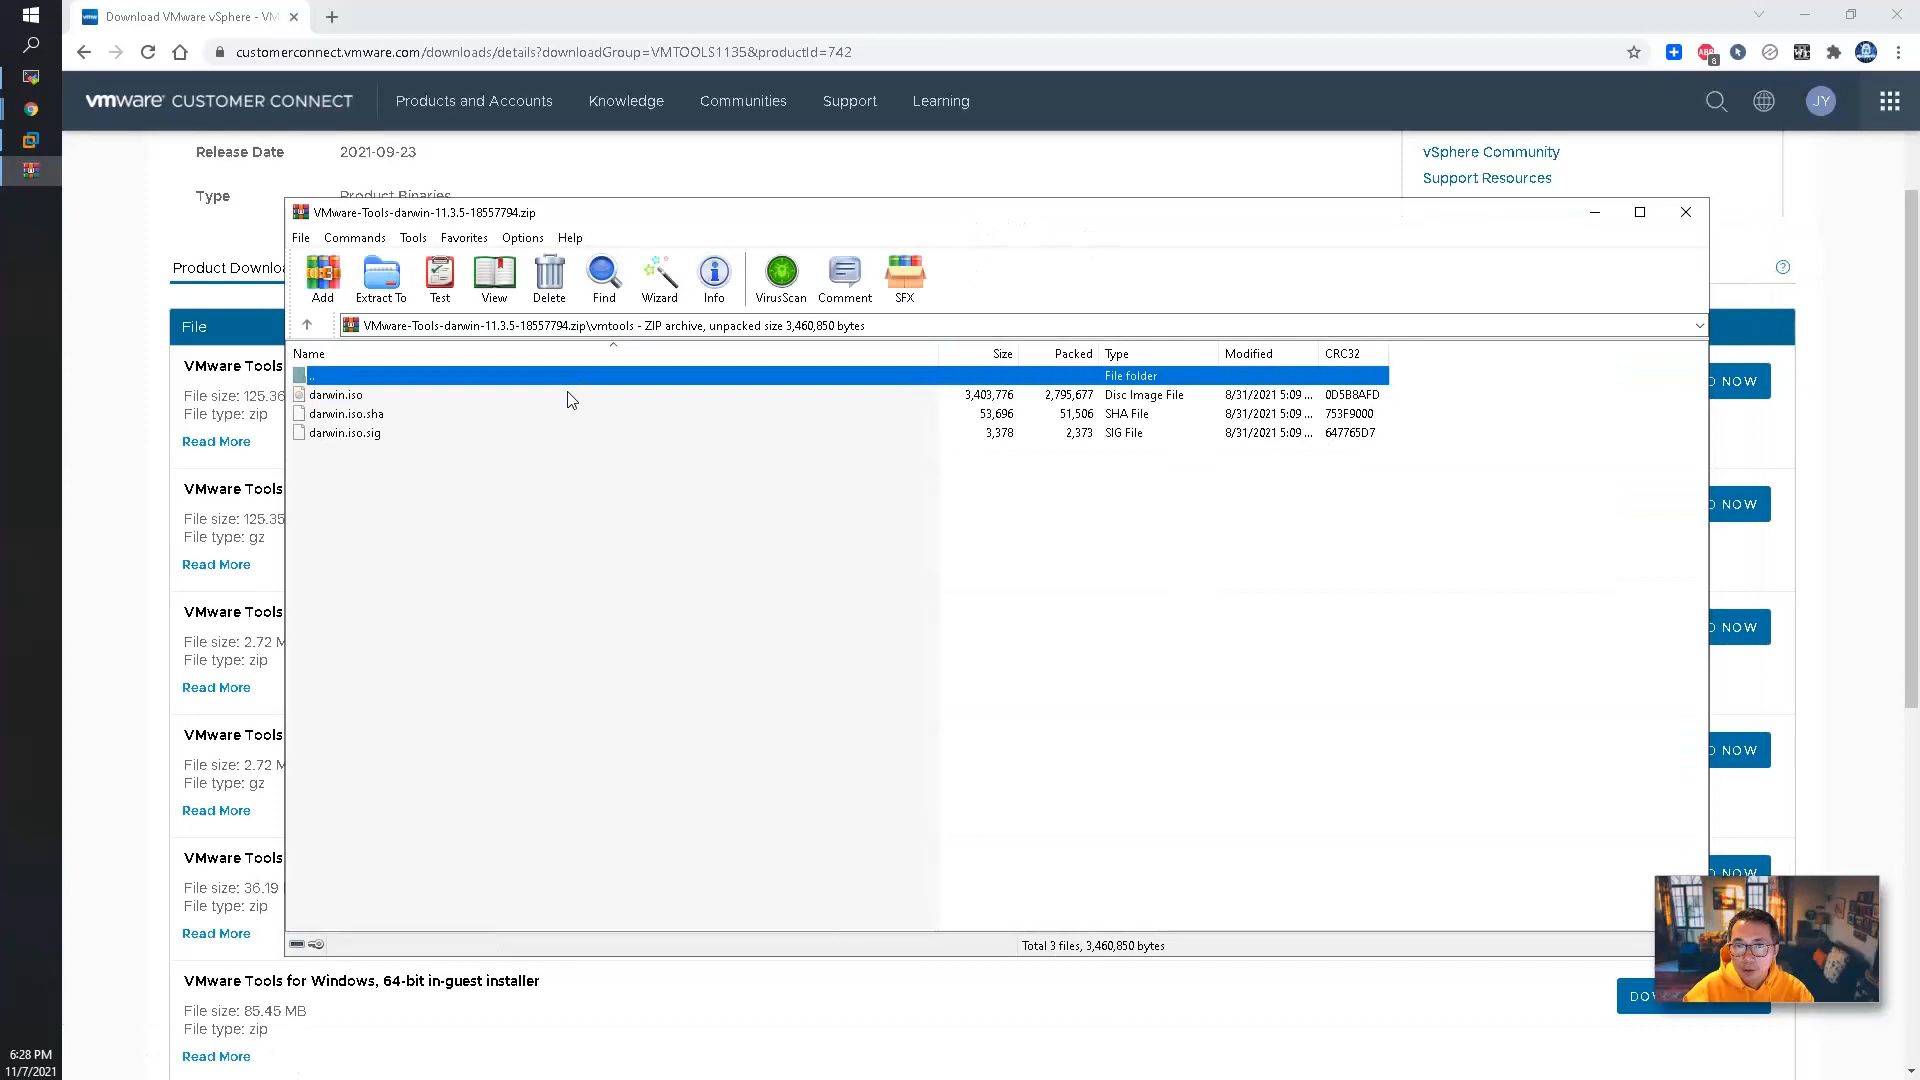 Download VMware vSphere - VM
customerconnect.vmware.com/downloads/details?downloadGroup=VMTOOLS1135&productId=742
vmware® CUSTOMER CONNECT
Products and Accounts
Knowledge
Communities
Support
Learning
JY
Release Date
2021-09-23
Type
Product Binaries
vSphere Community
Support Resources
VMware-Tools-darwin-11.3.5-18557794.zip
File Commands Tools Favorites Options Help
Add
Extract To
Test
View
Delete
Find
Wizard
Info
VirusScan
Comment
SFX
VMware-Tools-darwin-11.3.5-18557794.zip\vmtools - ZIP archive, unpacked size 3,460,850 bytes
Name Size Packed Type Modified CRC32
.. File folder
darwin.iso 3,403,776 2,795,677 Disc Image File 8/31/2021 5:09 ... 0D5B8AFD
darwin.iso.sha 53,696 51,506 SHA File 8/31/2021 5:09 ... 753F9000
darwin.iso.sig 3,378 2,373 SIG File 8/31/2021 5:09 ... 647765D7
Total 3 files, 3,460,850 bytes
Product Downlo
File
VMware Tools
File size: 125.36
File type: zip
Read More
NOW
VMware Tools
File size: 125.35
File type: gz
Read More
NOW
VMware Tools
File size: 2.72 M
File type: zip
Read More
NOW
VMware Tools
File size: 2.72 M
File type: gz
Read More
NOW
VMware Tools
File size: 36.19
File type: zip
Read More
NOW
VMware Tools for Windows, 64-bit in-guest installer
File size: 85.45 MB
File type: zip
Read More
DO
6:28 PM
11/7/2021